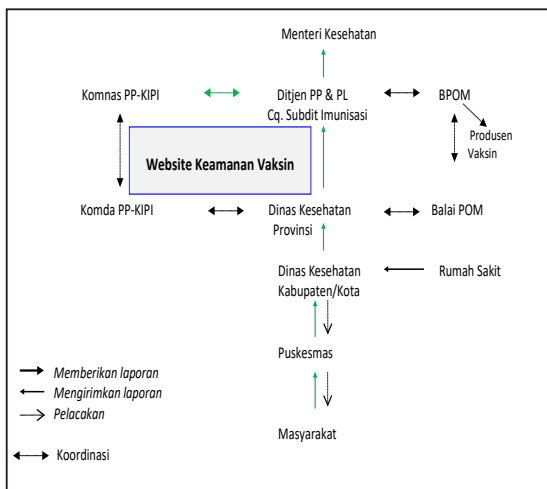 Menteri Kesehatan
Komnas PP-KIPI
Ditjen PP & PL
Cq. Subdit Imunisasi
BPOM
Produsen
Vaksin
Website Keamanan Vaksin
Komda PP-KIPI
Dinas Kesehatan
Provinsi
Balai POM
Dinas Kesehatan
Kabupaten/Kota
Rumah Sakit
Puskesmas
Masyarakat
Memberikan laporan
Mengirimkan laporan
Pelacakan
Koordinasi